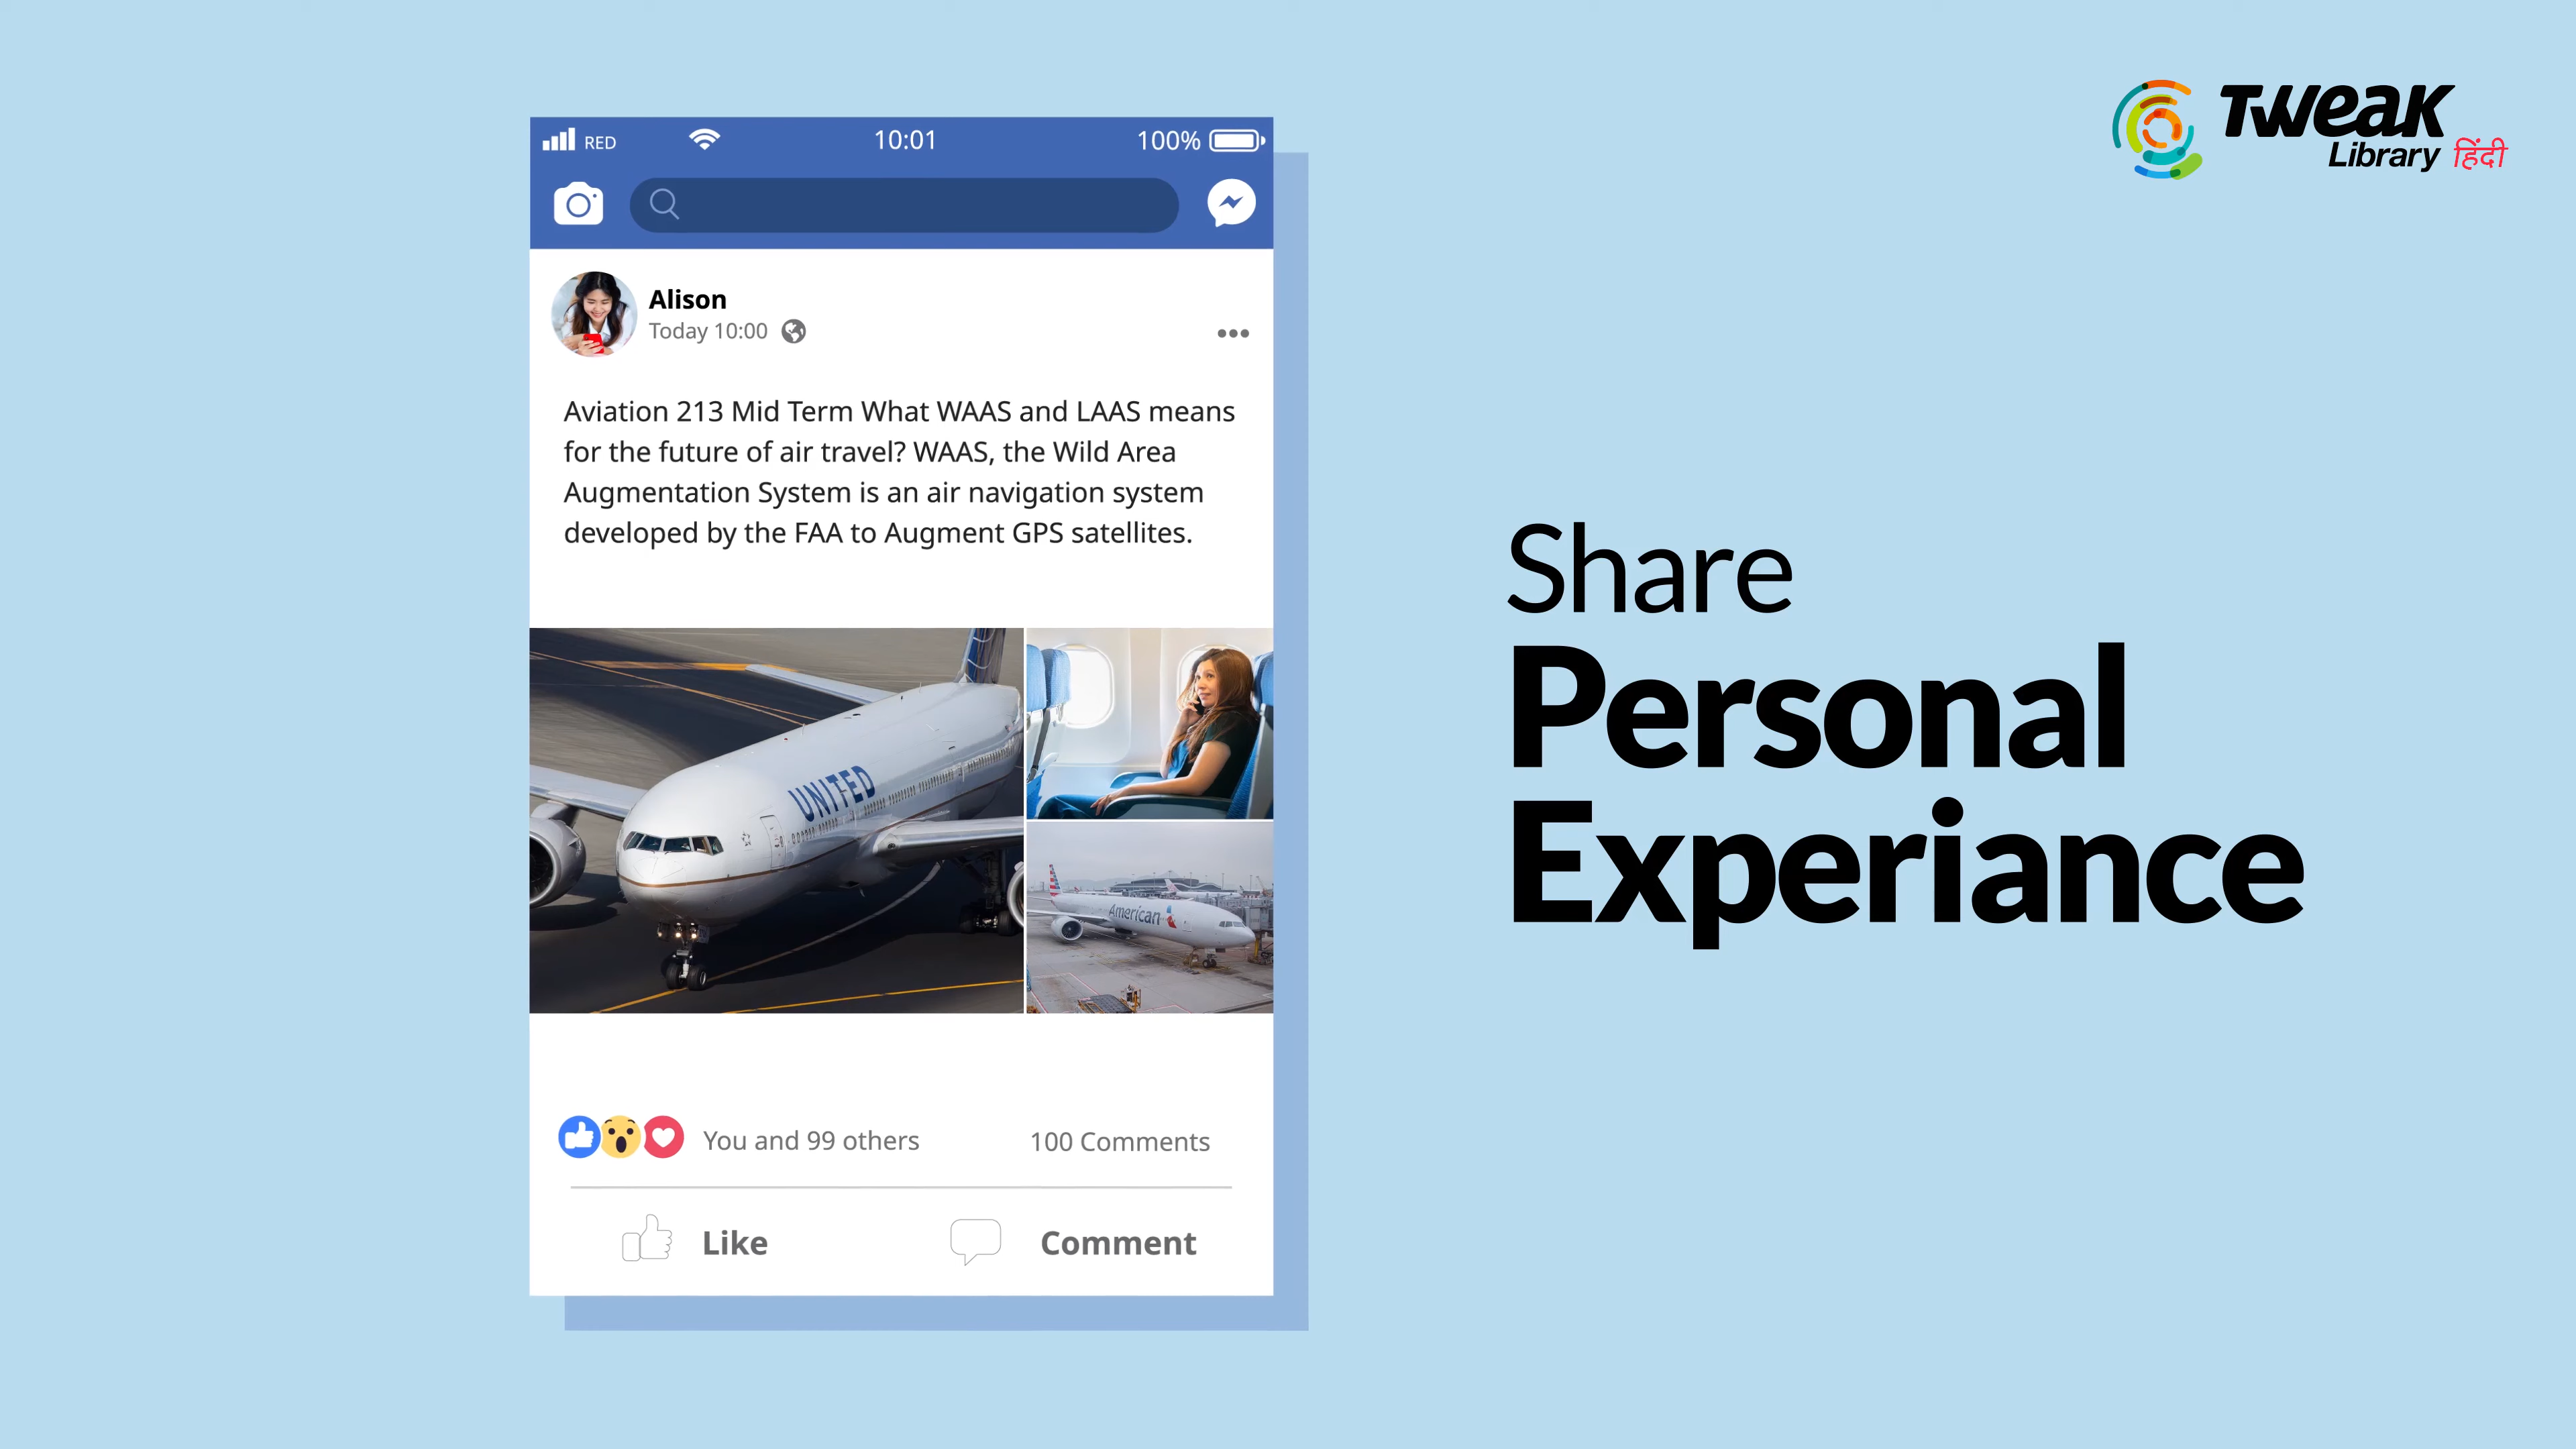 RED
10:01
100%
TWEAK
Library हिंदी
Alison
Today 10:00
Aviation 213 Mid Term What WAAS and LAAS means
for the future of air travel? WAAS, the Wild Area
Augmentation System is an air navigation system
developed by the FAA to Augment GPS satellites.
UNITED
American
You and 99 others
100 Comments
Like
Comment
Share
Personal
Experiance